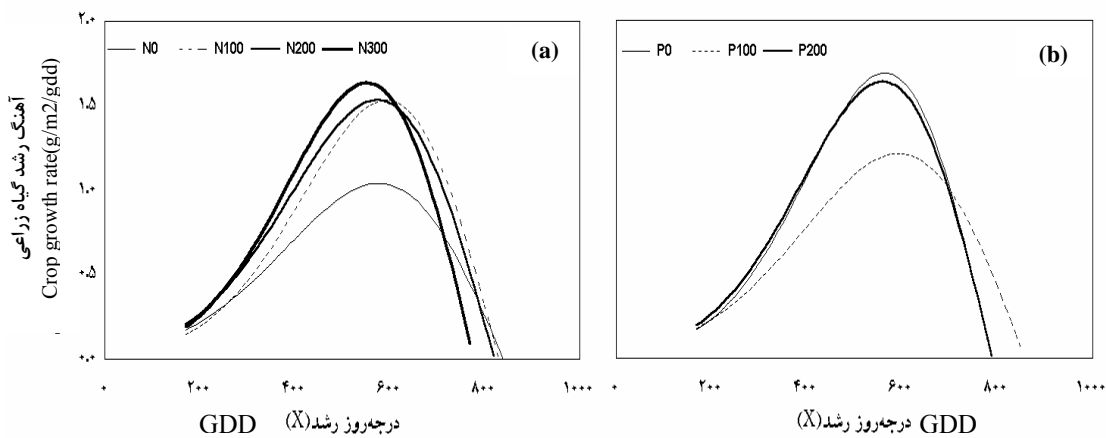 ۲.۰
N0 N100 N200 N300 (a)
P0 P100 P200 (b)
۱.۵
۱.۰
۰.۵
۰.۰
آهنگ رشد گیاه زراعی
Crop growth rate(g/m2/gdd)
۰ ۲۰۰ ۴۰۰ ۶۰۰ ۸۰۰ ۱۰۰۰
۰ ۲۰۰ ۴۰۰ ۶۰۰ ۸۰۰ ۱۰۰۰
GDD درجه‌روز رشد(X)
درجه‌روز رشد(X) GDD